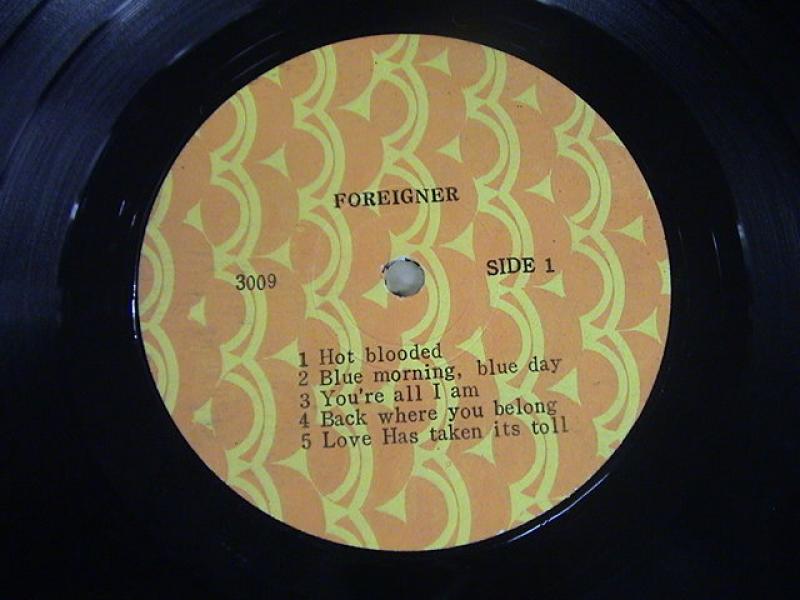 FOREIGNER
3009
SIDE 1
1 Hot blooded
2 Blue morning, blue day
3 You're all I am
4 Back where you belong
5 Love Has taken its toll